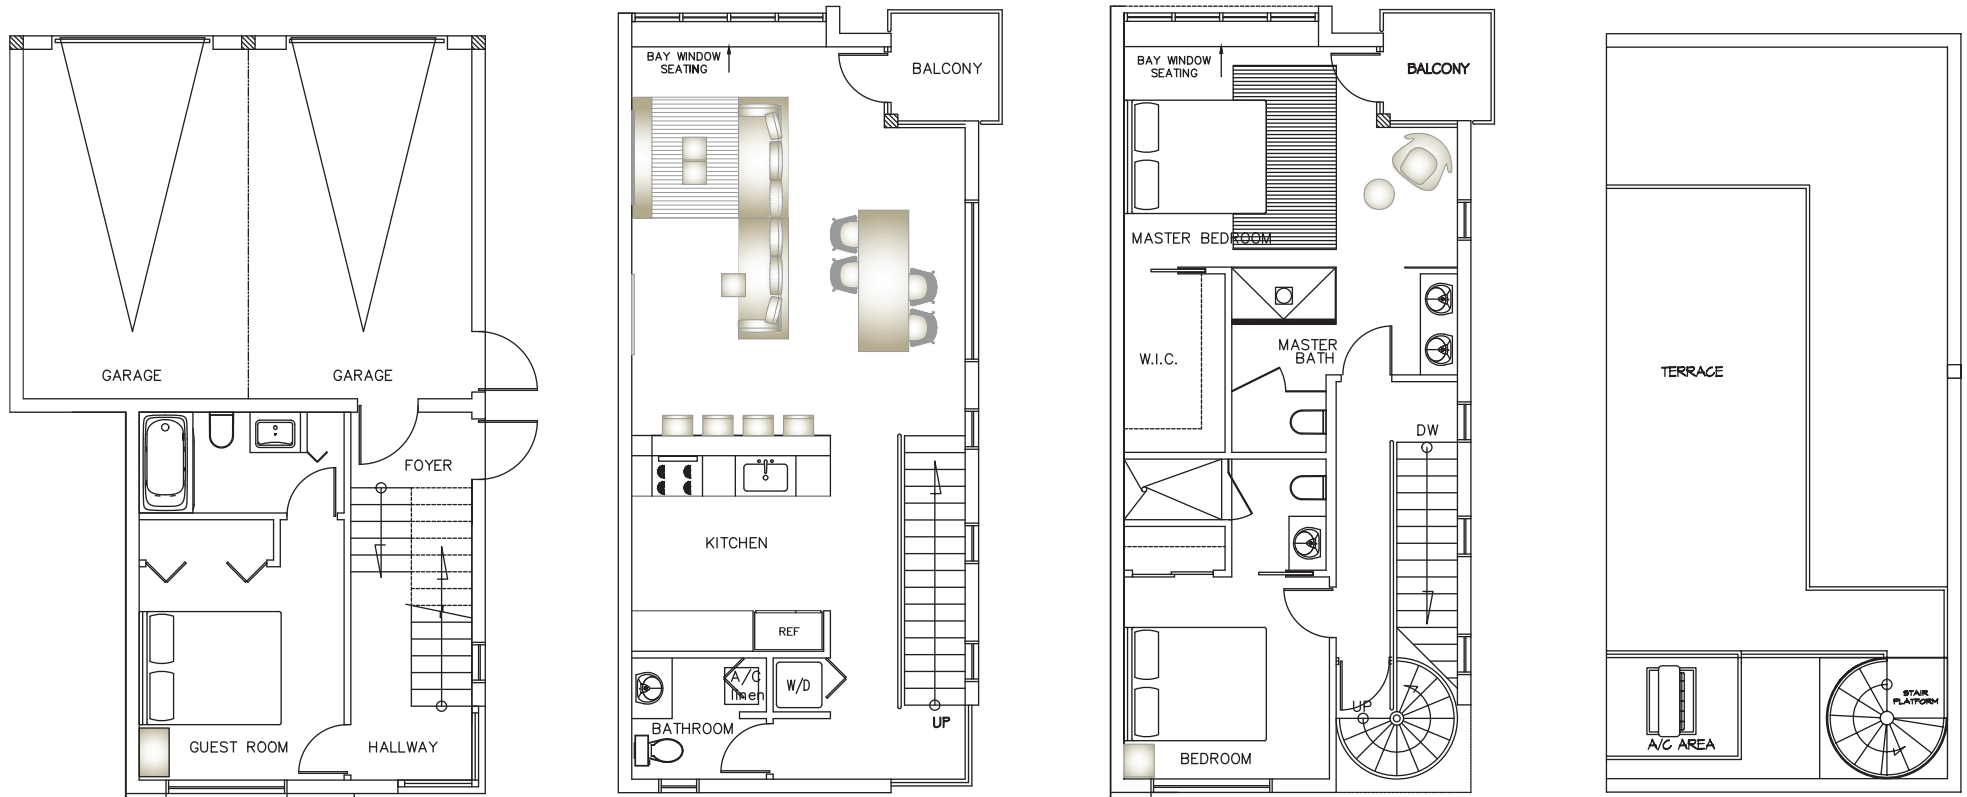 GARAGE
GARAGE
FOYER
GUEST ROOM
HALLWAY
BAY WINDOW
SEATING
BALCONY
KITCHEN
REF
A/C
linen
W/D
BATHROOM
UP
BAY WINDOW
SEATING
BALCONY
MASTER BEDROOM
W.I.C.
MASTER
BATH
DW
UP
BEDROOM
TERRACE
A/C AREA
STAIR
PLATFORM